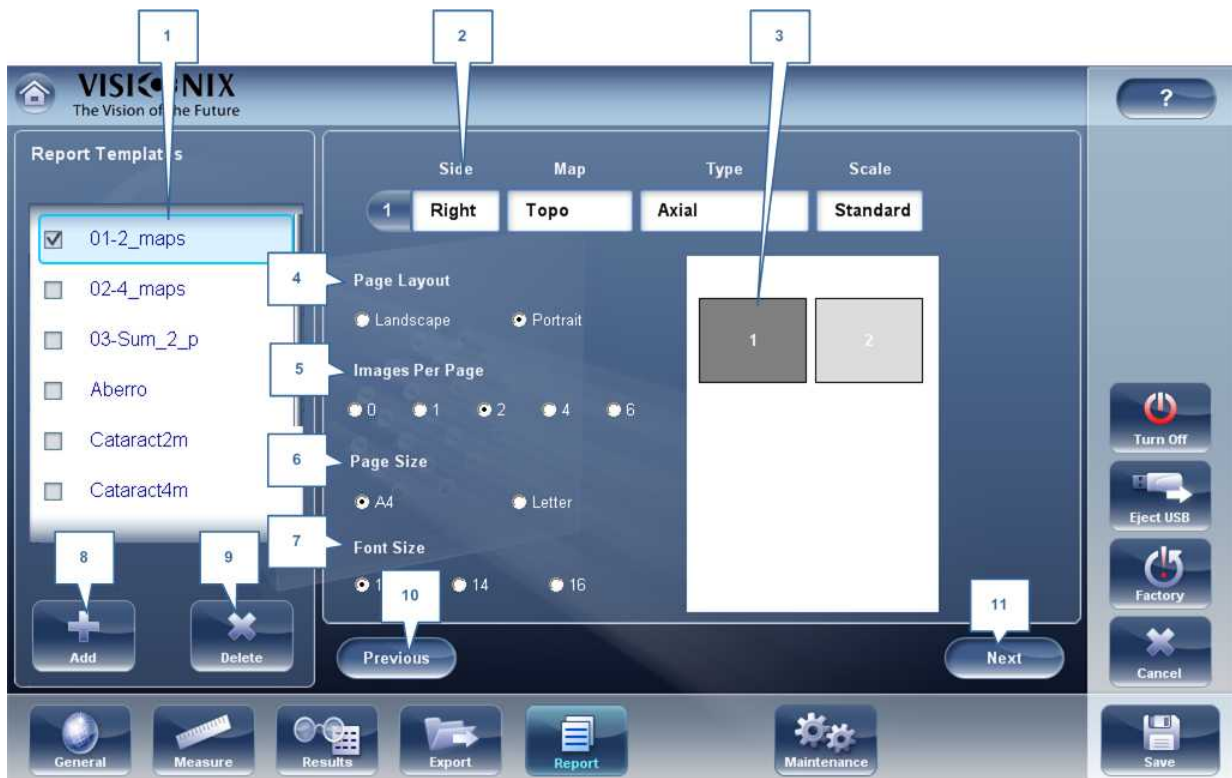 1
2
3
VISIONIX
The Vision of the Future
?
Report Templates
Side Map Type Scale
1 Right Topo Axial Standard
01-2_maps
02-4_maps
03-Sum_2_p
Aberro
Cataract2m
Cataract4m
4
Page Layout
Landscape Portrait
5
Images Per Page
0 1 2 4 6
6
Page Size
A4 Letter
7
Font Size
14 16
1 2
8
9
10
11
Add
Delete
Previous
Next
Turn Off
Eject USB
Factory
Cancel
General
Measure
Results
Export
Report
Maintenance
Save